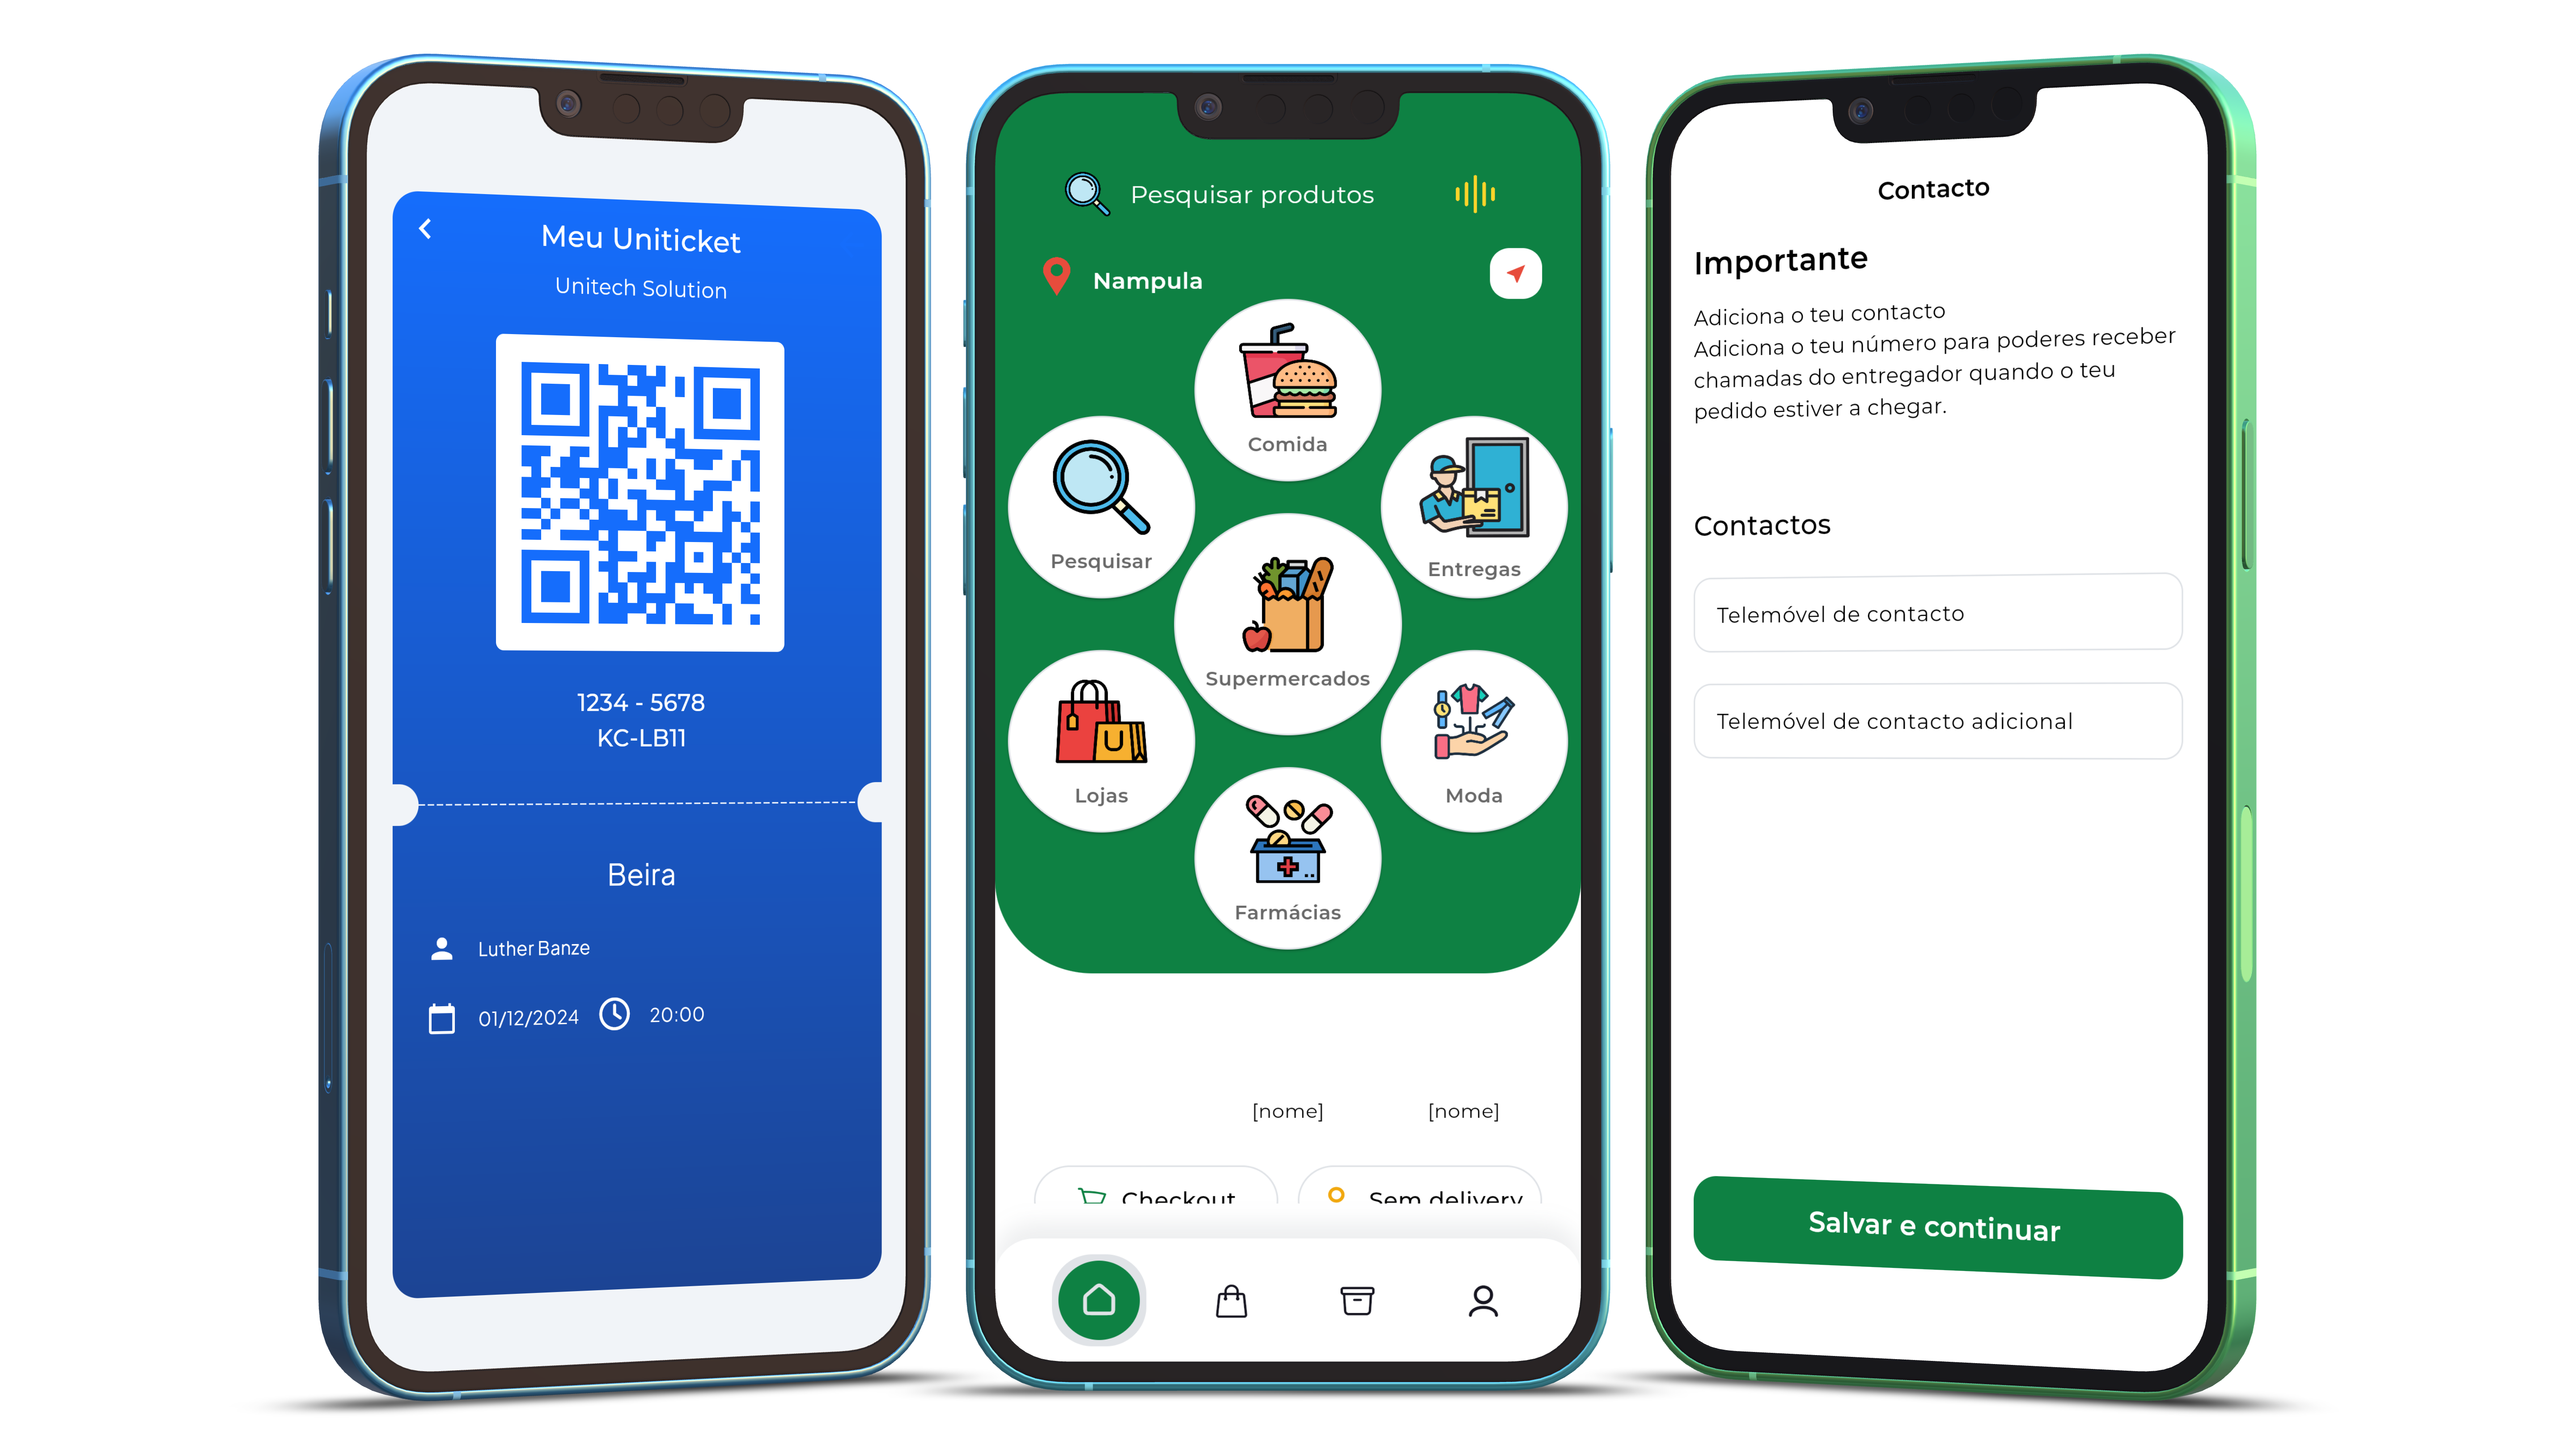 Meu Uniticket
Unitech Solution
1234 - 5678
KC-LB11
Beira
Luther Banze
01/12/2024
20:00
Pesquisar produtos
Nampula
Comida
Pesquisar
Entregas
Supermercados
Lojas
Moda
Farmácias
[nome]
[nome]
Checkout
Sem delivery
Contacto
Importante
Adiciona o teu contacto
Adiciona o teu número para poderes receber
chamadas do entregador quando o teu
pedido estiver a chegar.
Contactos
Telemóvel de contacto
Telemóvel de contacto adicional
Salvar e continuar